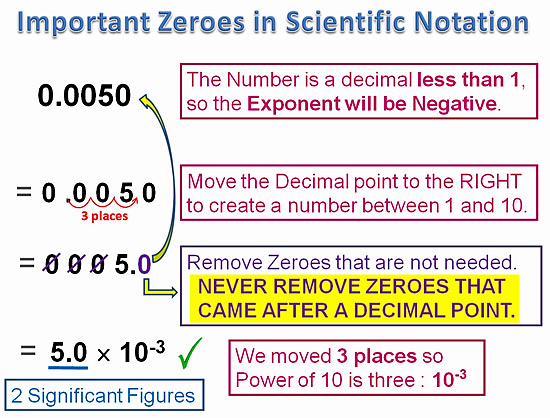 Important Zeroes in Scientific Notation
0.0050
The Number is a decimal less than 1,
so the Exponent will be Negative.
= 0 .0 0 5 0
3 places
Move the Decimal point to the RIGHT
to create a number between 1 and 10.
= 0 0 0 5.0
Remove Zeroes that are not needed.
NEVER REMOVE ZEROES THAT
CAME AFTER A DECIMAL POINT.
= 5.0 × 10⁻³ ✓
2 Significant Figures
We moved 3 places so
Power of 10 is three : 10⁻³